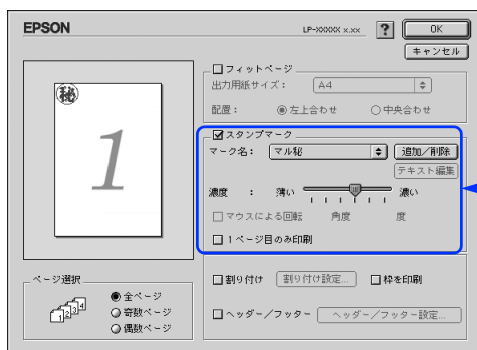 EPSON
LP-XXXXX x.xx
?
OK
キャンセル
秘
1
フィットページ
出力用紙サイズ：
A4
配置：
左上合わせ
中央合わせ
スタンプマーク
マーク名：
マル秘
追加／削除
テキスト編集
濃度 ：
薄い
濃い
マウスによる回転 角度 度
1ページ目のみ印刷
ページ選択
1 2 3 4
全ページ
奇数ページ
偶数ページ
割り付け
割り付け設定...
枠を印刷
ヘッダー／フッター
ヘッダー／フッター設定...